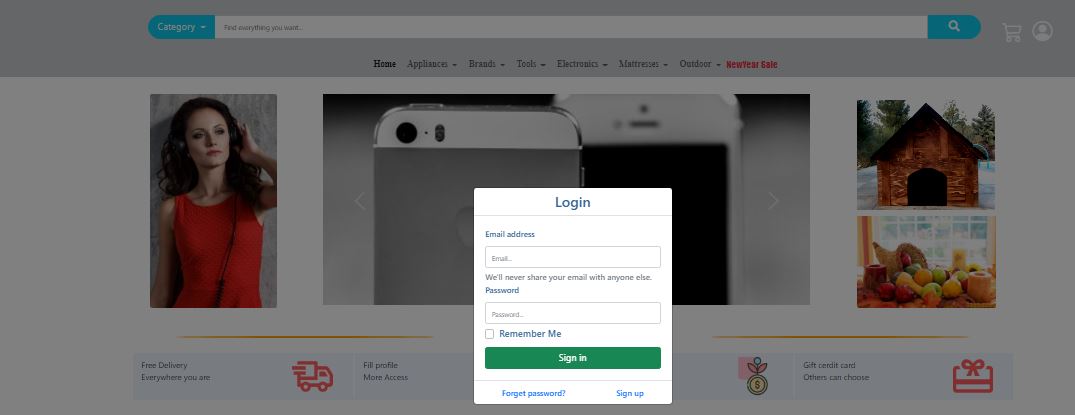 Category
Find everything you want...
Home Appliances Brands Tools Electronics Mattresses Outdoor NewYear Sale
Login
Email address
Email...
We'll never share your email with anyone else.
Password
Password...
Remember Me
Sign in
Forget password? Sign up
Free Delivery
Everywhere you are
Fill profile
More Access
Gift cerdit card
Others can choose